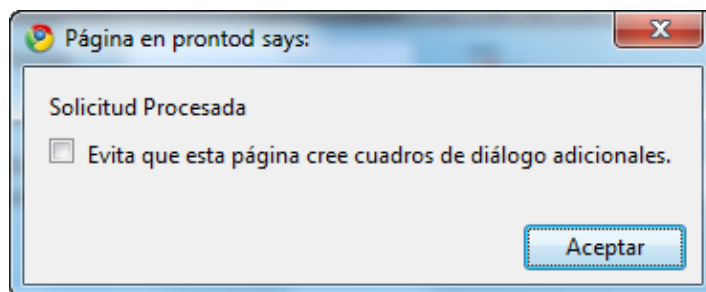 Página en prontod says:
Solicitud Procesada
Evita que esta página cree cuadros de diálogo adicionales.
Aceptar